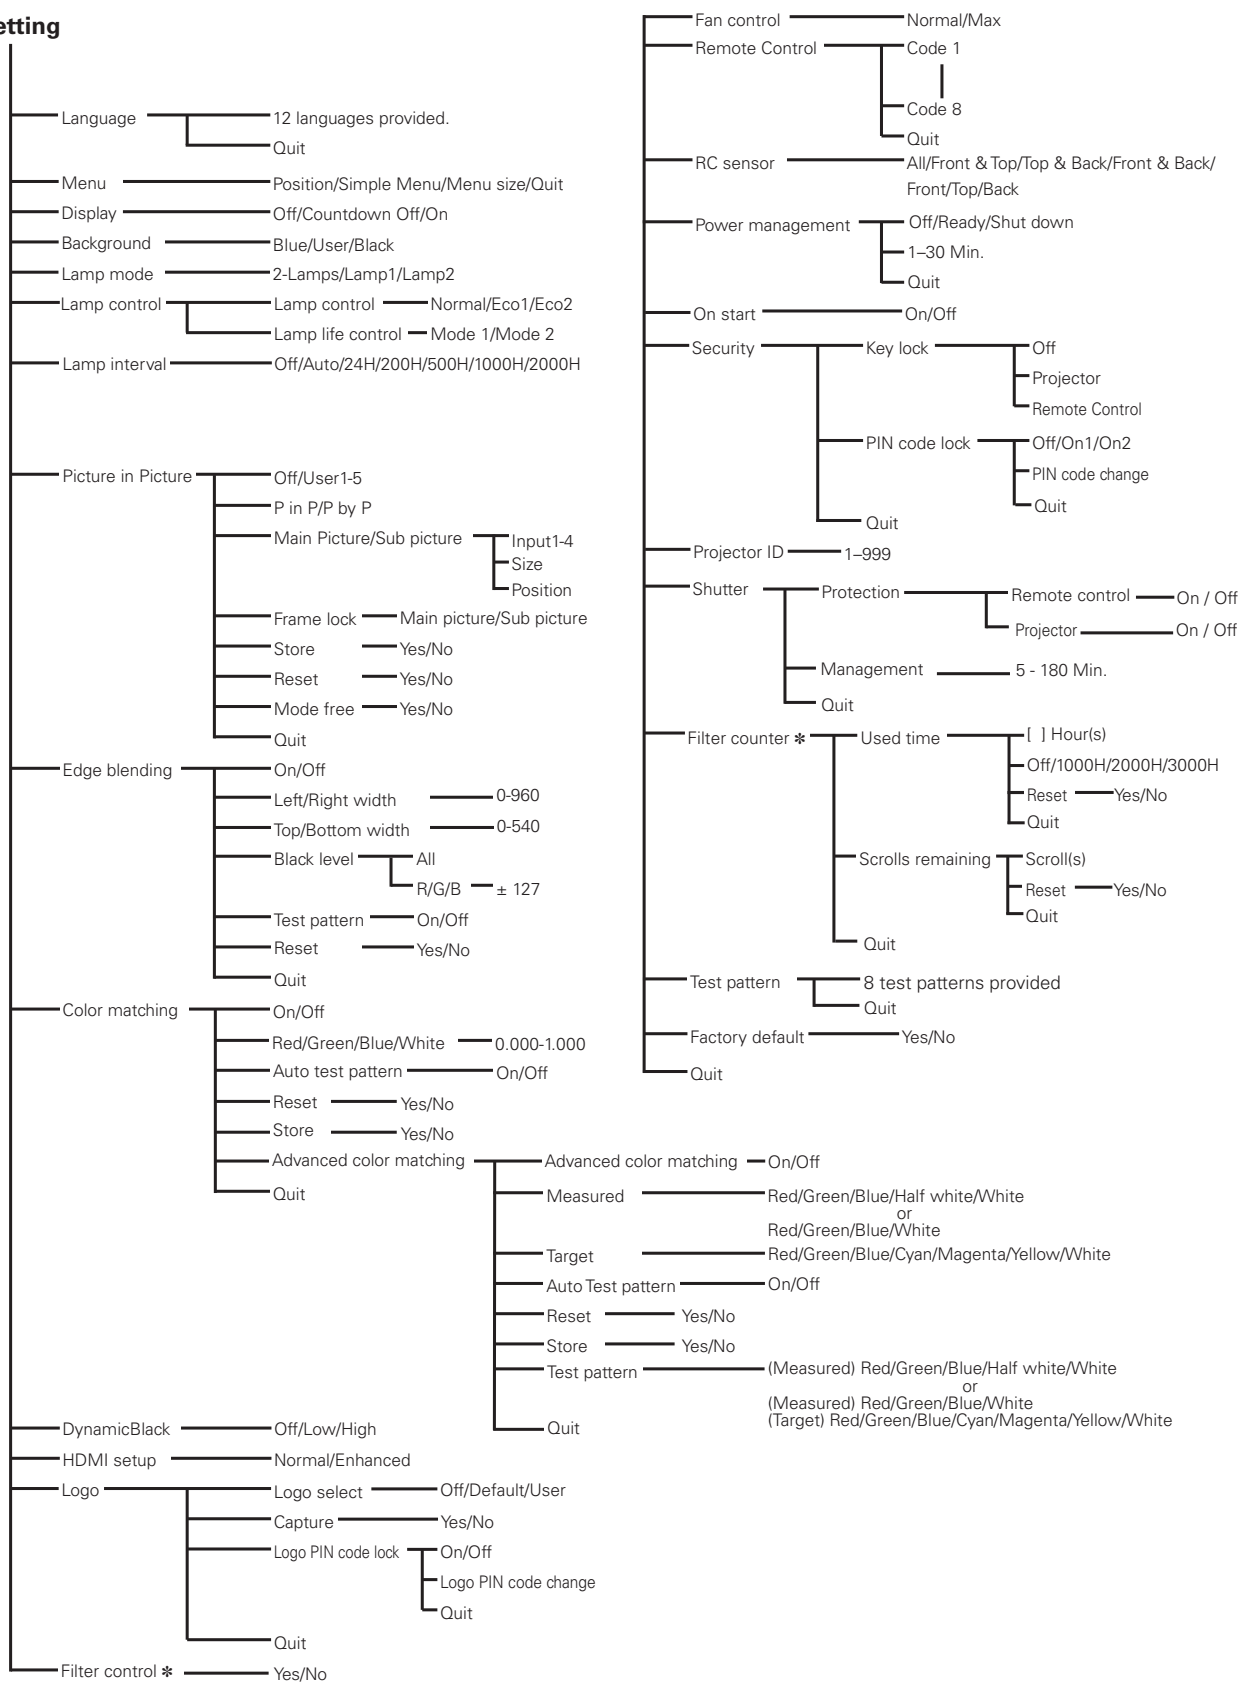 etting
Language
12 languages provided.
Quit
Menu
Position/Simple Menu/Menu size/Quit
Display
Off/Countdown Off/On
Background
Blue/User/Black
Lamp mode
2-Lamps/Lamp1/Lamp2
Lamp control
Lamp control
Normal/Eco1/Eco2
Lamp life control
Mode 1/Mode 2
Lamp interval
Off/Auto/24H/200H/500H/1000H/2000H
Picture in Picture
Off/User1-5
P in P/P by P
Main Picture/Sub picture
Input1-4
Size
Position
Frame lock
Main picture/Sub picture
Store
Yes/No
Reset
Yes/No
Mode free
Yes/No
Quit
Edge blending
On/Off
Left/Right width
0-960
Top/Bottom width
0-540
Black level
All
R/G/B
± 127
Test pattern
On/Off
Reset
Yes/No
Quit
Color matching
On/Off
Red/Green/Blue/White
0.000-1.000
Auto test pattern
On/Off
Reset
Yes/No
Store
Yes/No
Advanced color matching
Advanced color matching
On/Off
Measured
Red/Green/Blue/Half white/White
or
Red/Green/Blue/White
Target
Red/Green/Blue/Cyan/Magenta/Yellow/White
Auto Test pattern
On/Off
Reset
Yes/No
Store
Yes/No
Test pattern
(Measured) Red/Green/Blue/Half white/White
or
(Measured) Red/Green/Blue/White
(Target) Red/Green/Blue/Cyan/Magenta/Yellow/White
Quit
Quit
DynamicBlack
Off/Low/High
HDMI setup
Normal/Enhanced
Logo
Logo select
Off/Default/User
Capture
Yes/No
Logo PIN code lock
On/Off
Logo PIN code change
Quit
Quit
Filter control ✻
Yes/No
Fan control
Normal/Max
Remote Control
Code 1
Code 8
Quit
RC sensor
All/Front & Top/Top & Back/Front & Back/
Front/Top/Back
Power management
Off/Ready/Shut down
1–30 Min.
Quit
On start
On/Off
Security
Key lock
Off
Projector
Remote Control
PIN code lock
Off/On1/On2
PIN code change
Quit
Quit
Projector ID
1–999
Shutter
Protection
Remote control
On / Off
Projector
On / Off
Management
5 - 180 Min.
Quit
Filter counter ✻
Used time
[ ] Hour(s)
Off/1000H/2000H/3000H
Reset
Yes/No
Quit
Scrolls remaining
Scroll(s)
Reset
Yes/No
Quit
Quit
Test pattern
8 test patterns provided
Quit
Factory default
Yes/No
Quit